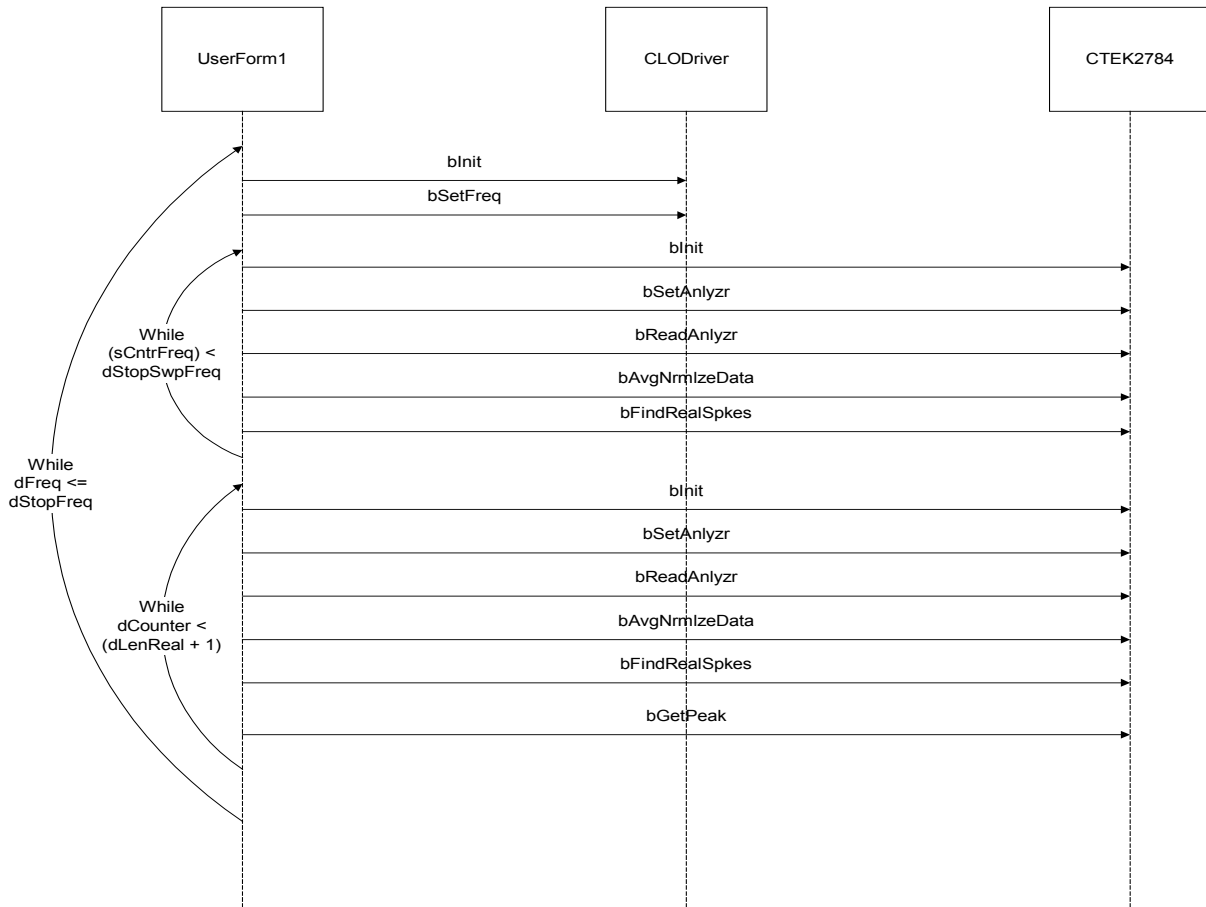 UserForm1
CLODriver
CTEK2784
bInit
bSetFreq
bInit
bSetAnlyzr
While
(sCntrFreq) <
dStopSwpFreq
bReadAnlyzr
bAvgNrmlzeData
bFindRealSpkes
While
dFreq <=
dStopFreq
bInit
bSetAnlyzr
bReadAnlyzr
While
dCounter <
(dLenReal + 1)
bAvgNrmlzeData
bFindRealSpkes
bGetPeak